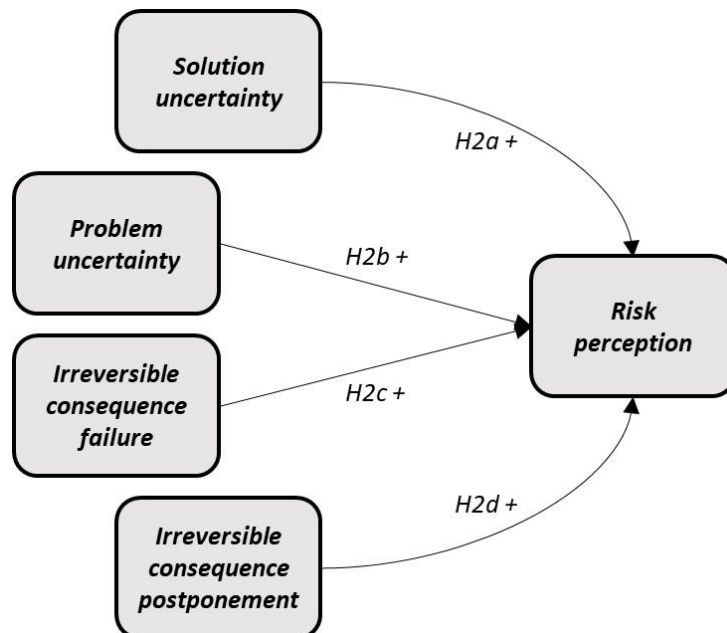 Solution
uncertainty
H2a +
Problem
uncertainty
H2b +
Risk
perception
Irreversible
consequence
failure
H2c +
H2d +
Irreversible
consequence
postponement